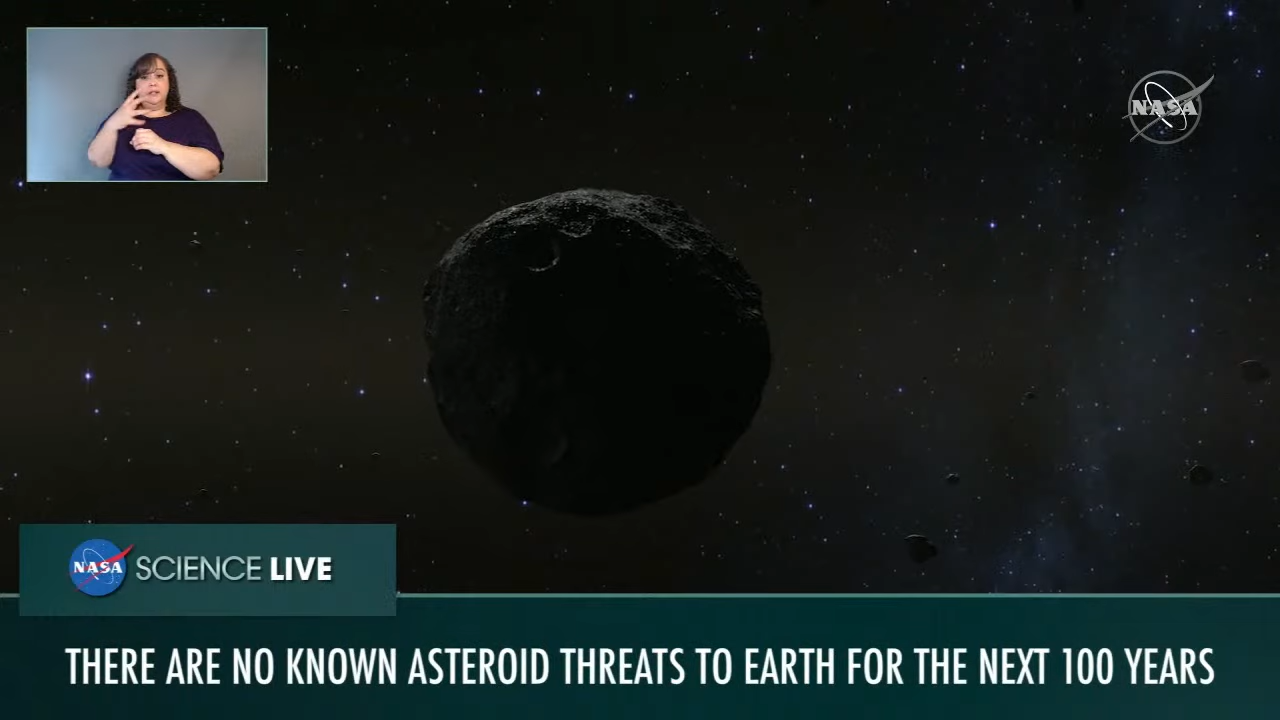 NASA
NASA SCIENCE LIVE
THERE ARE NO KNOWN ASTEROID THREATS TO EARTH FOR THE NEXT 100 YEARS